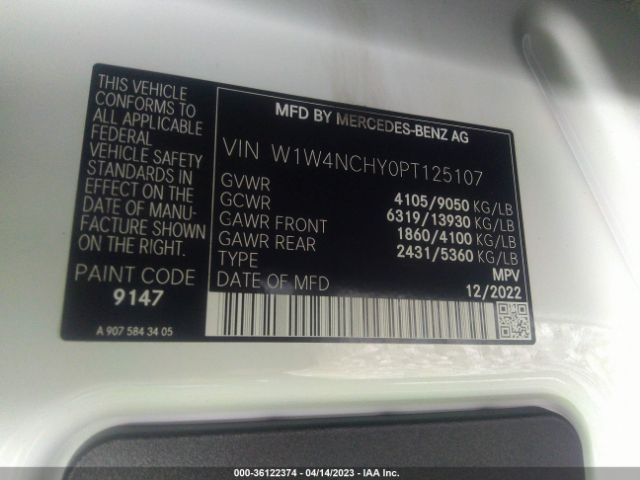 THIS VEHICLE
CONFORMS TO
ALL APPLICABLE
FEDERAL
VEHICLE SAFETY
STANDARDS IN
EFFECT ON THE
DATE OF MANU-
FACTURE SHOWN
ON THE RIGHT.
PAINT CODE
9147
A 907 584 34 05
MFD BY MERCEDES-BENZ AG
VIN W1W4NCHY0PT125107
GVWR 4105/9050 KG/LB
GCWR 6319/13930 KG/LB
GAWR FRONT 1860/4100 KG/LB
GAWR REAR 2431/5360 KG/LB
TYPE MPV
DATE OF MFD 12/2022
000-36122374 - 04/14/2023 - IAA Inc.